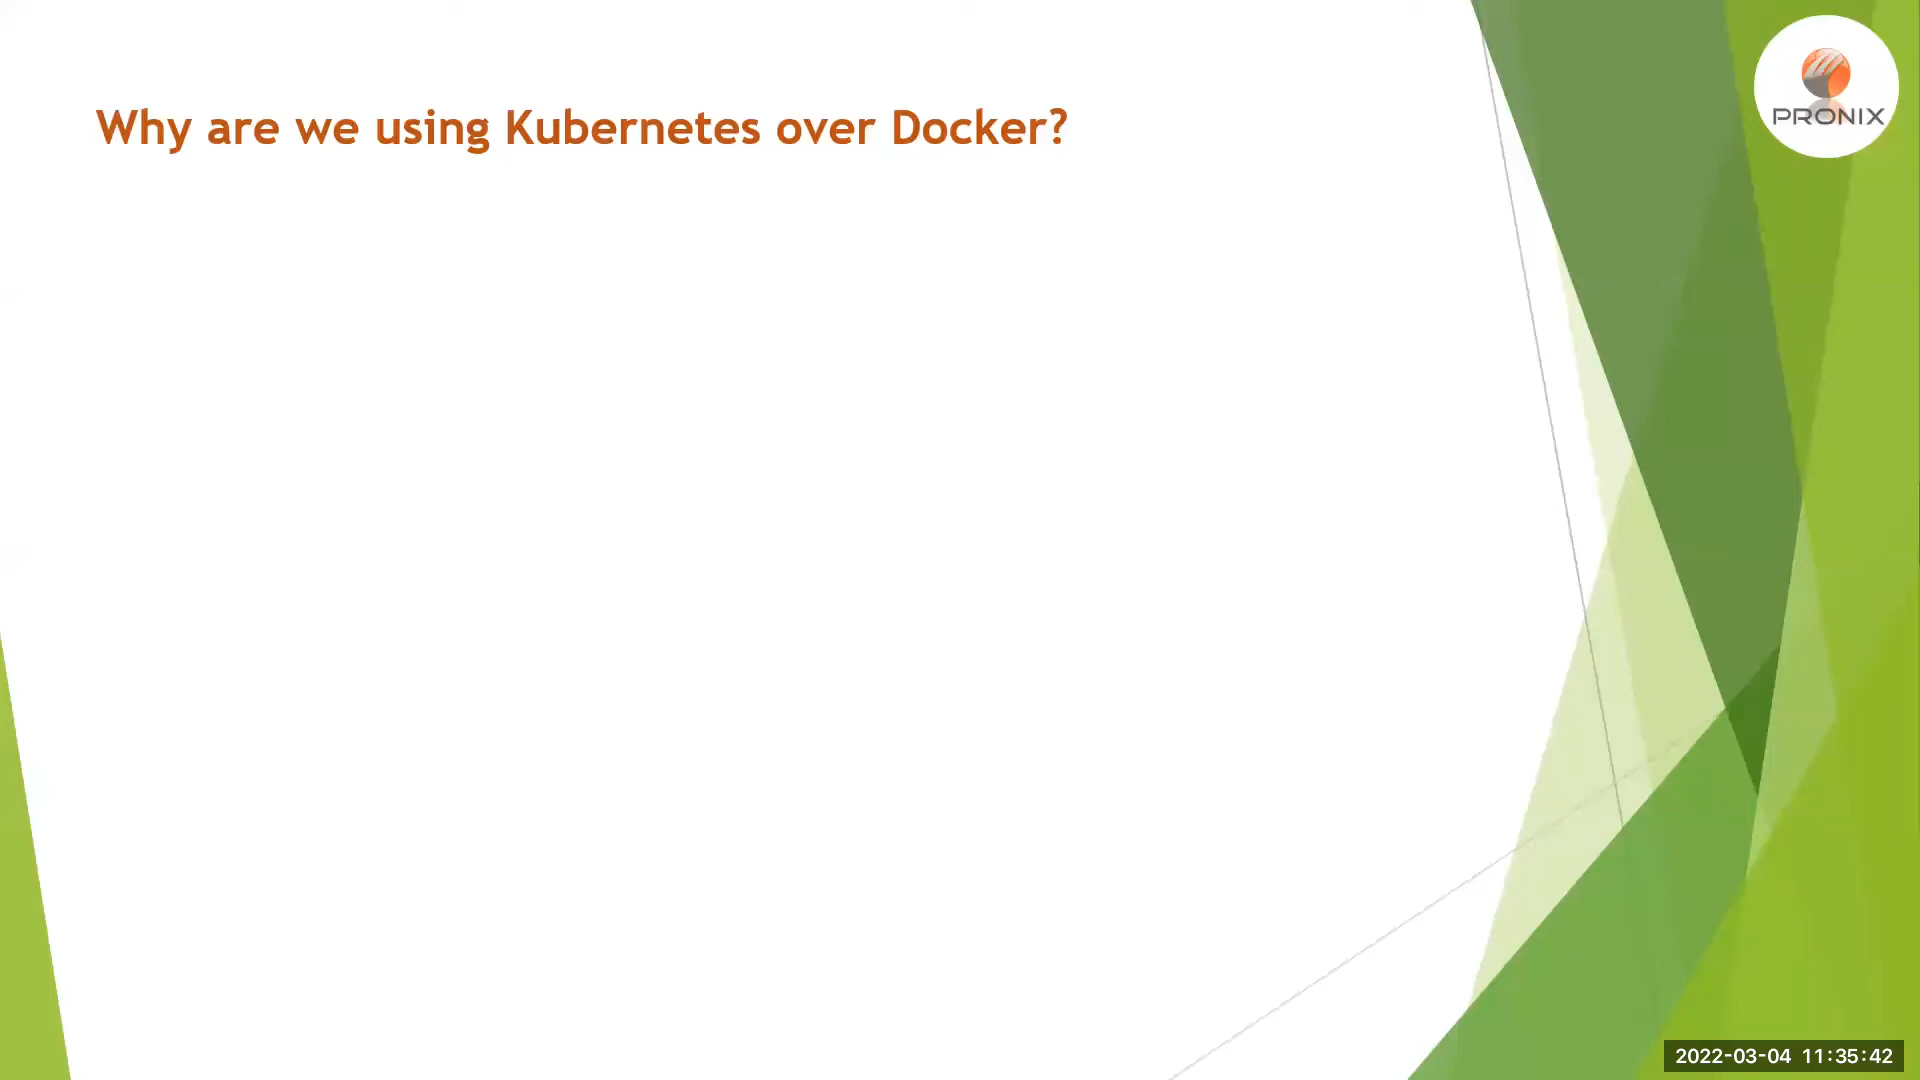 Why are we using Kubernetes over Docker?
PRONIX
2022-03-04 11:35:42